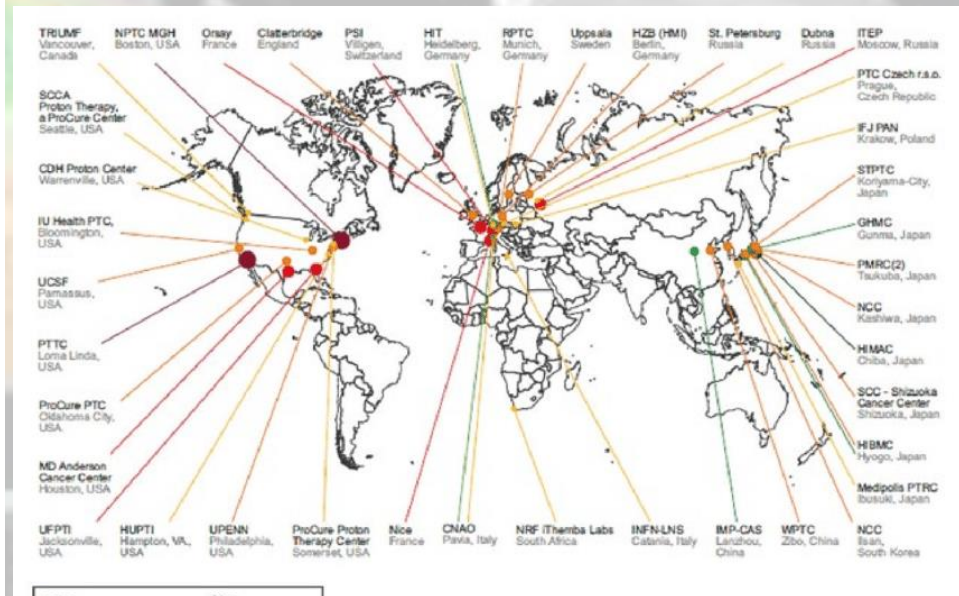 TRIUMF
Vancouver,
Canada
NPTC MGH
Boston, USA
Orsay
France
Clatterbridge
England
PSI
Villigen,
Switzerland
HIT
Heidelberg,
Germany
RPTC
Munich,
Germany
Uppsala
Sweden
HZB (HMI)
Berlin,
Germany
St. Petersburg
Russia
Dubna
Russia
ITEP
Moscow, Russia
SCCA
Proton Therapy,
a ProCure Center
Seattle, USA
CDH Proton Center
Warrenville, USA
IU Health PTC,
Bloomington,
USA
UCSF
Parnassus,
USA
PTTC
Loma Linda,
USA
ProCure PTC
Oklahoma City,
USA
MD Anderson
Cancer Center
Houston, USA
PTC Czech r.s.o.
Prague,
Czech Republic
IFJ PAN
Krakow, Poland
STPTC
Koriyama-City,
Japan
GHMC
Gunma, Japan
PMRC(2)
Tsukuba, Japan
NCC
Kashiwa, Japan
HIMAC
Chiba, Japan
SCC - Shizuoka
Cancer Center
Shizuoka, Japan
HIBMC
Hyogo, Japan
Medipolis PTRC
Ibusuki, Japan
UFPTI
Jacksonville,
USA
HUPTI
Hampton, VA.,
USA
UPENN
Philadelphia,
USA
ProCure Proton
Therapy Center
Somerset, USA
Nice
France
CNAO
Pavia, Italy
NRF iThemba Labs
South Africa
INFN-LNS
Catania, Italy
IMP-CAS
Lanzhou,
China
WPTC
Zibo, China
NCC
Ilsan,
South Korea